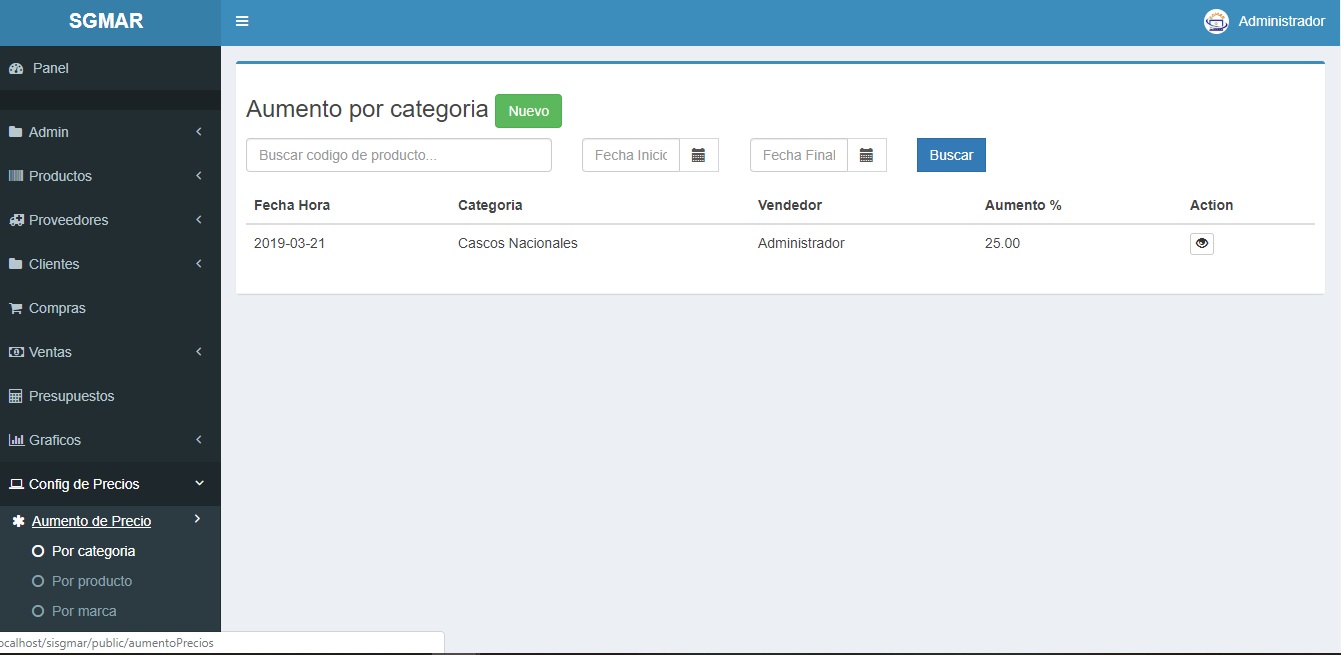 SGMAR
Administrador
Panel
Admin
Productos
Proveedores
Clientes
Compras
Ventas
Presupuestos
Graficos
Config de Precios
Aumento de Precio
Por categoria
Por producto
Por marca
Aumento por categoria Nuevo
Buscar codigo de producto... Fecha Inicio Fecha Final Buscar
Fecha Hora Categoria Vendedor Aumento % Action
2019-03-21 Cascos Nacionales Administrador 25.00
ocalhost/sisgmar/public/aumentoPrecios